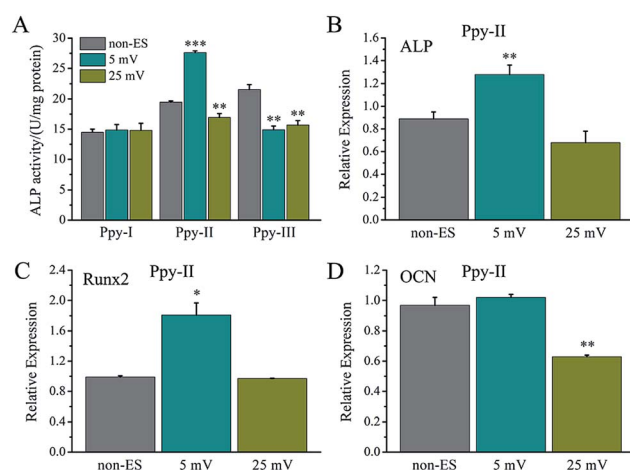 A
ALP activity/(U/mg protein)
30
25
20
15
10
5
0
non-ES
5 mV
25 mV
***
**
**
**
Ppy-I
Ppy-II
Ppy-III
B
Ppy-II
ALP
Relative Expression
1.6
1.4
1.2
1.0
0.8
0.6
0.4
0.2
0.0
**
non-ES
5 mV
25 mV
C
Ppy-II
Runx2
Relative Expression
2.4
1.8
1.2
0.6
0.0
*
non-ES
5 mV
25 mV
D
Ppy-II
OCN
Relative Expression
1.2
1.0
0.8
0.6
0.4
0.2
0.0
**
non-ES
5 mV
25 mV